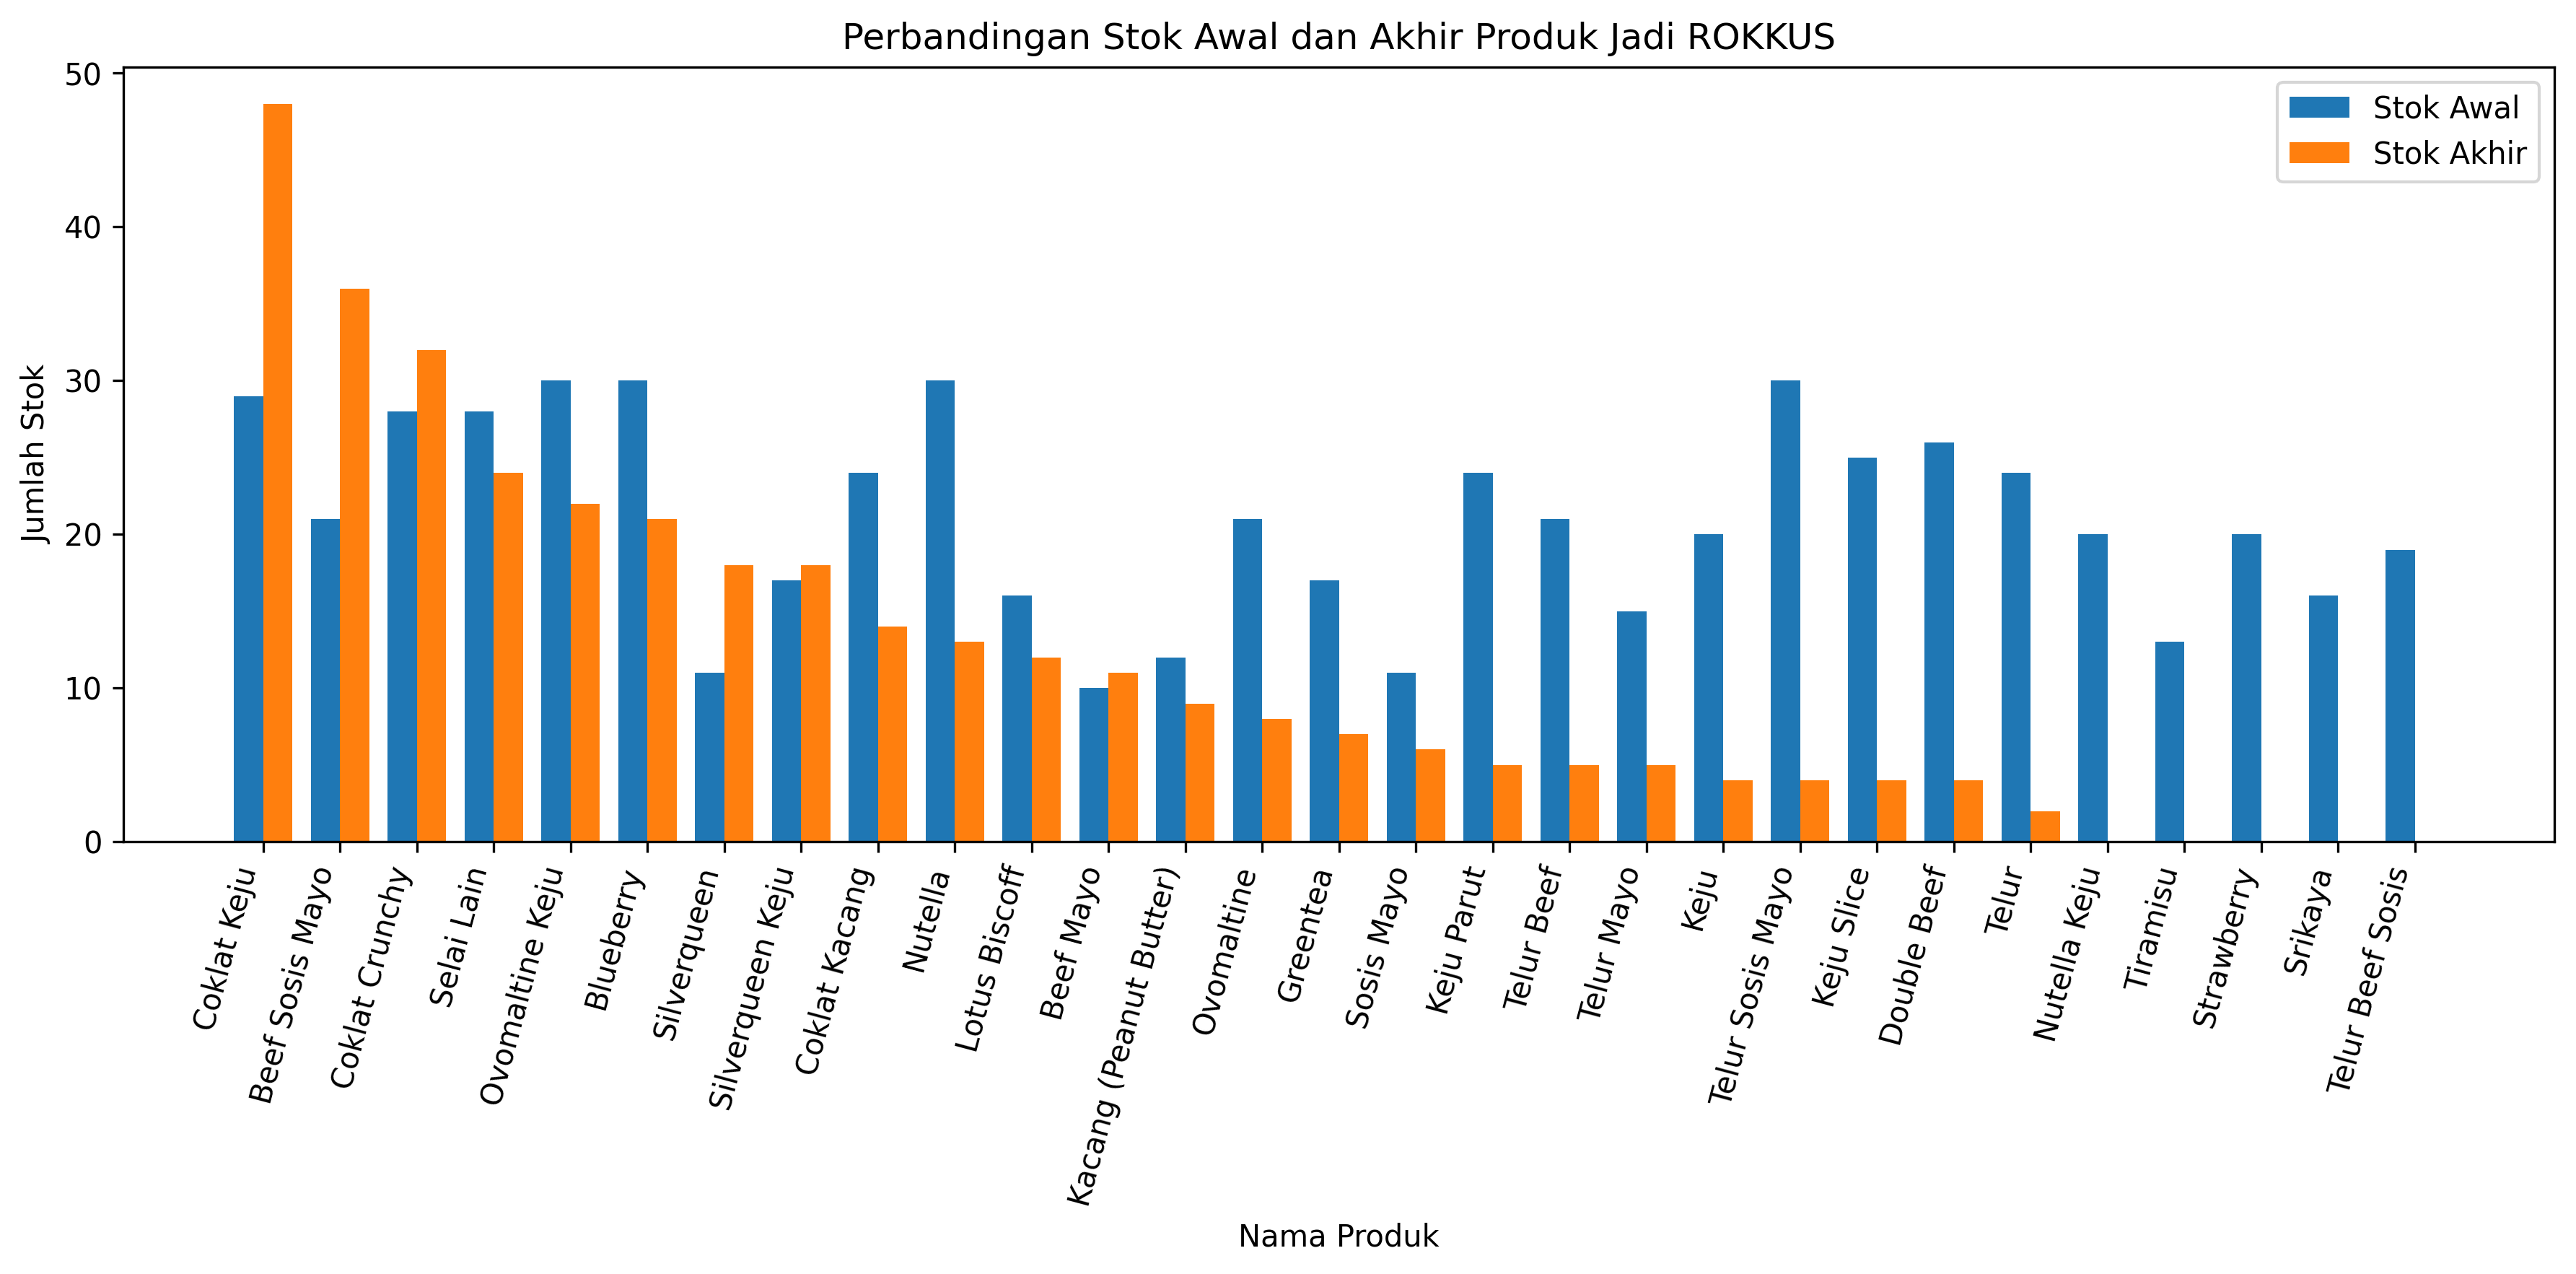 Perbandingan Stok Awal dan Akhir Produk Jadi ROKKUS
Stok Awal
Stok Akhir
Jumlah Stok
50
40
30
20
10
0
Coklat Keju
Beef Sosis Mayo
Coklat Crunchy
Selai Lain
Ovomaltine Keju
Blueberry
Silverqueen
Silverqueen Keju
Coklat Kacang
Nutella
Lotus Biscoff
Beef Mayo
Kacang (Peanut Butter)
Ovomaltine
Greentea
Sosis Mayo
Keju Parut
Telur Beef
Telur Mayo
Keju
Telur Sosis Mayo
Keju Slice
Double Beef
Telur
Nutella Keju
Tiramisu
Strawberry
Srikaya
Telur Beef Sosis
Nama Produk